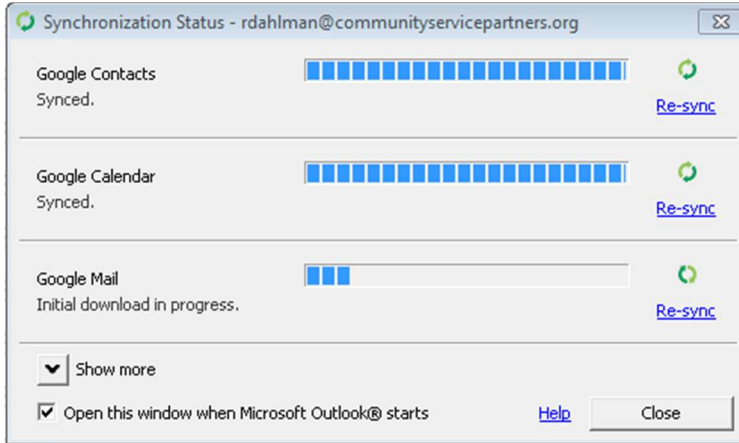 Synchronization Status - rdahlman@communityservicepartners.org
Google Contacts
Synced.
Re-sync
Google Calendar
Synced.
Re-sync
Google Mail
Initial download in progress.
Re-sync
Show more
Open this window when Microsoft Outlook® starts Help Close